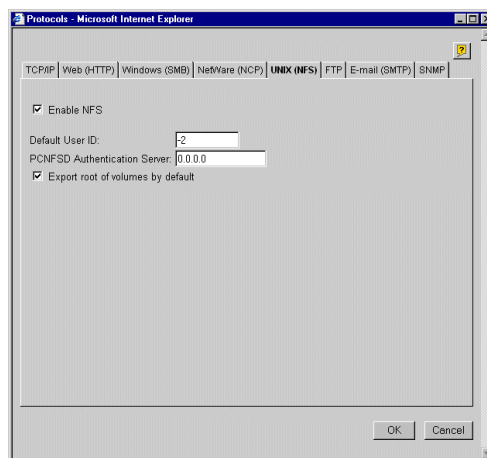 Protocols - Microsoft Internet Explorer
?
TCP/IP Web (HTTP) Windows (SMB) NetWare (NCP) UNIX (NFS) FTP E-mail (SMTP) SNMP
Enable NFS
Default User ID: -2
PCNFSD Authentication Server: 0.0.0.0
Export root of volumes by default
OK Cancel